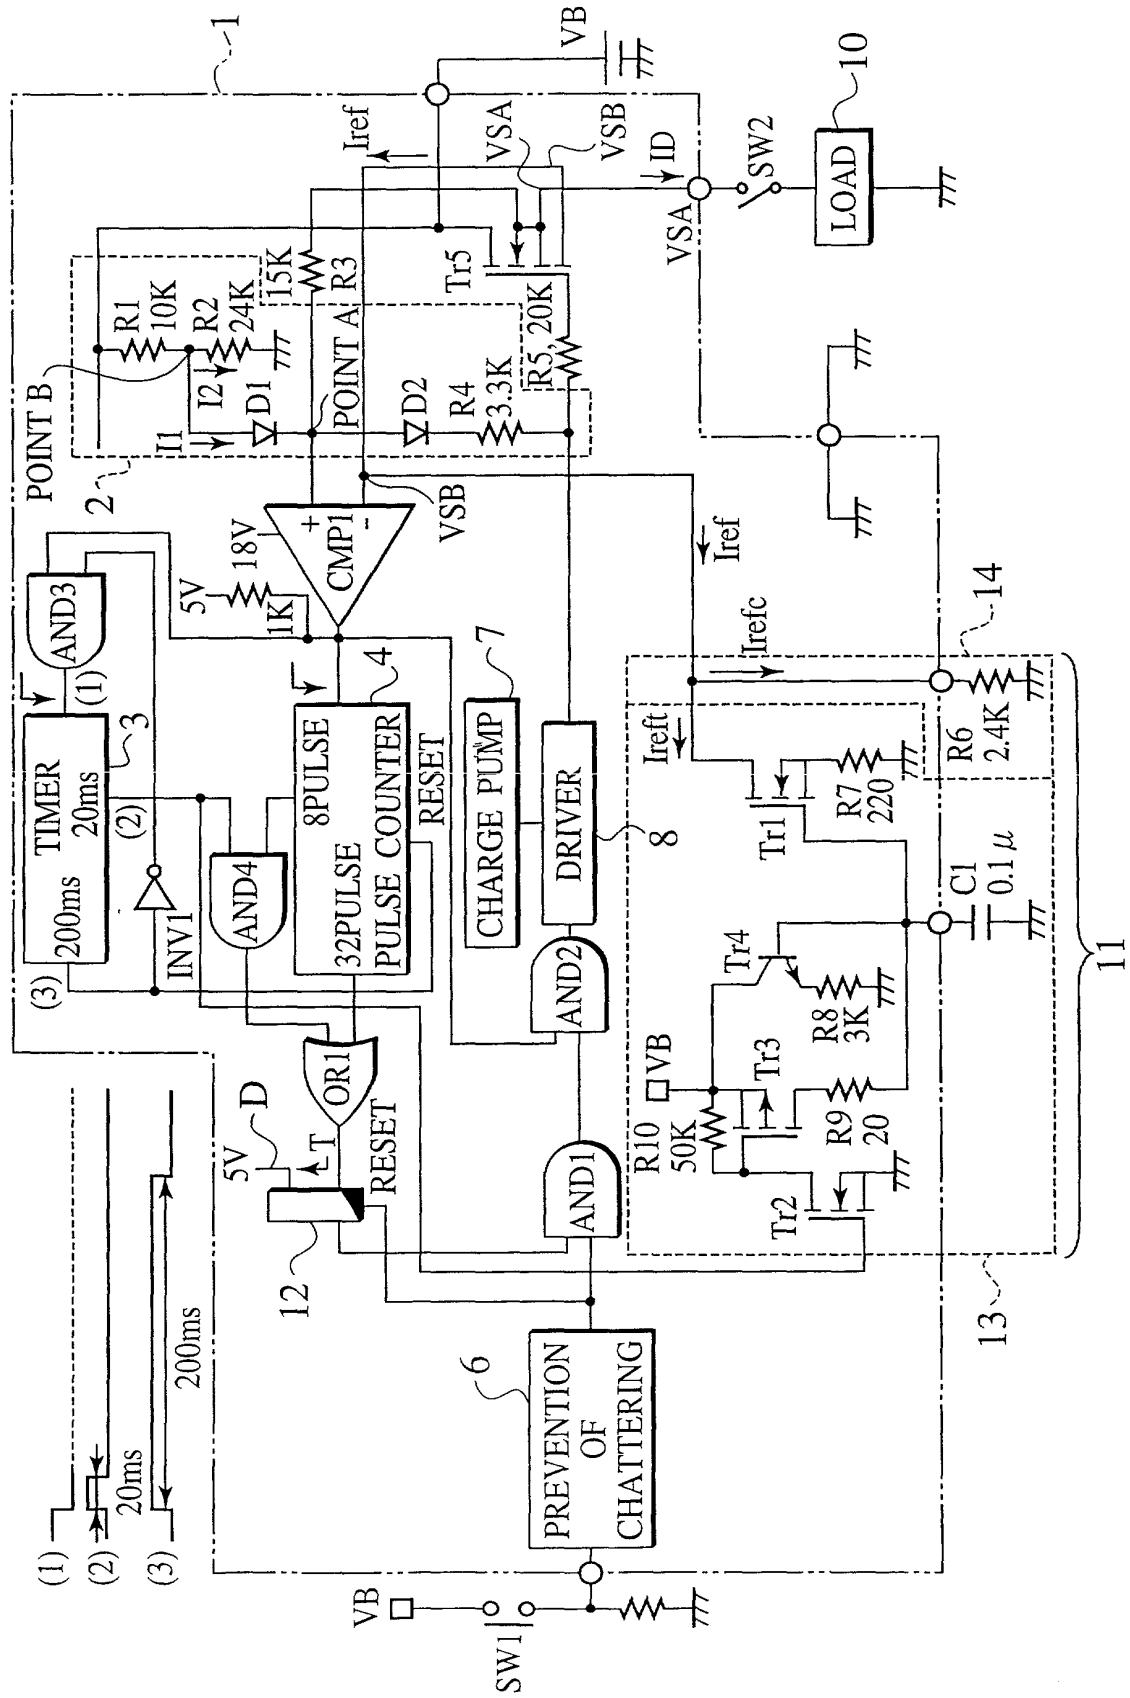 (1)
(2)
(3)
20ms
200ms
1
VB
SW1
6
PREVENTION
OF
CHATTERING
12
5V
D
T
RESET
OR1
AND1
AND2
(3)
200ms
TIMER
20ms
(2)
3
(1)
AND3
INV1
AND4
32PULSE
8PULSE
PULSE COUNTER
4
RESET
5V
1K
18V
CMP1
+
-
VSB
CHARGE PUMP
7
DRIVER
8
POINT B
2
R1
10K
R2
24K
I1
I2
D1
POINT A
D2
R4
3.3K
R5, 20K
15K
R3
Tr5
Iref
VSA
VSB
ID
VSA
VB
SW2
LOAD
10
Iref
Irefc
Ireft
14
R6
2.4K
Tr1
R7
220
C1
0.1 μ
Tr4
R8
3K
VB
Tr3
R10
50K
R9
20
Tr2
13
11